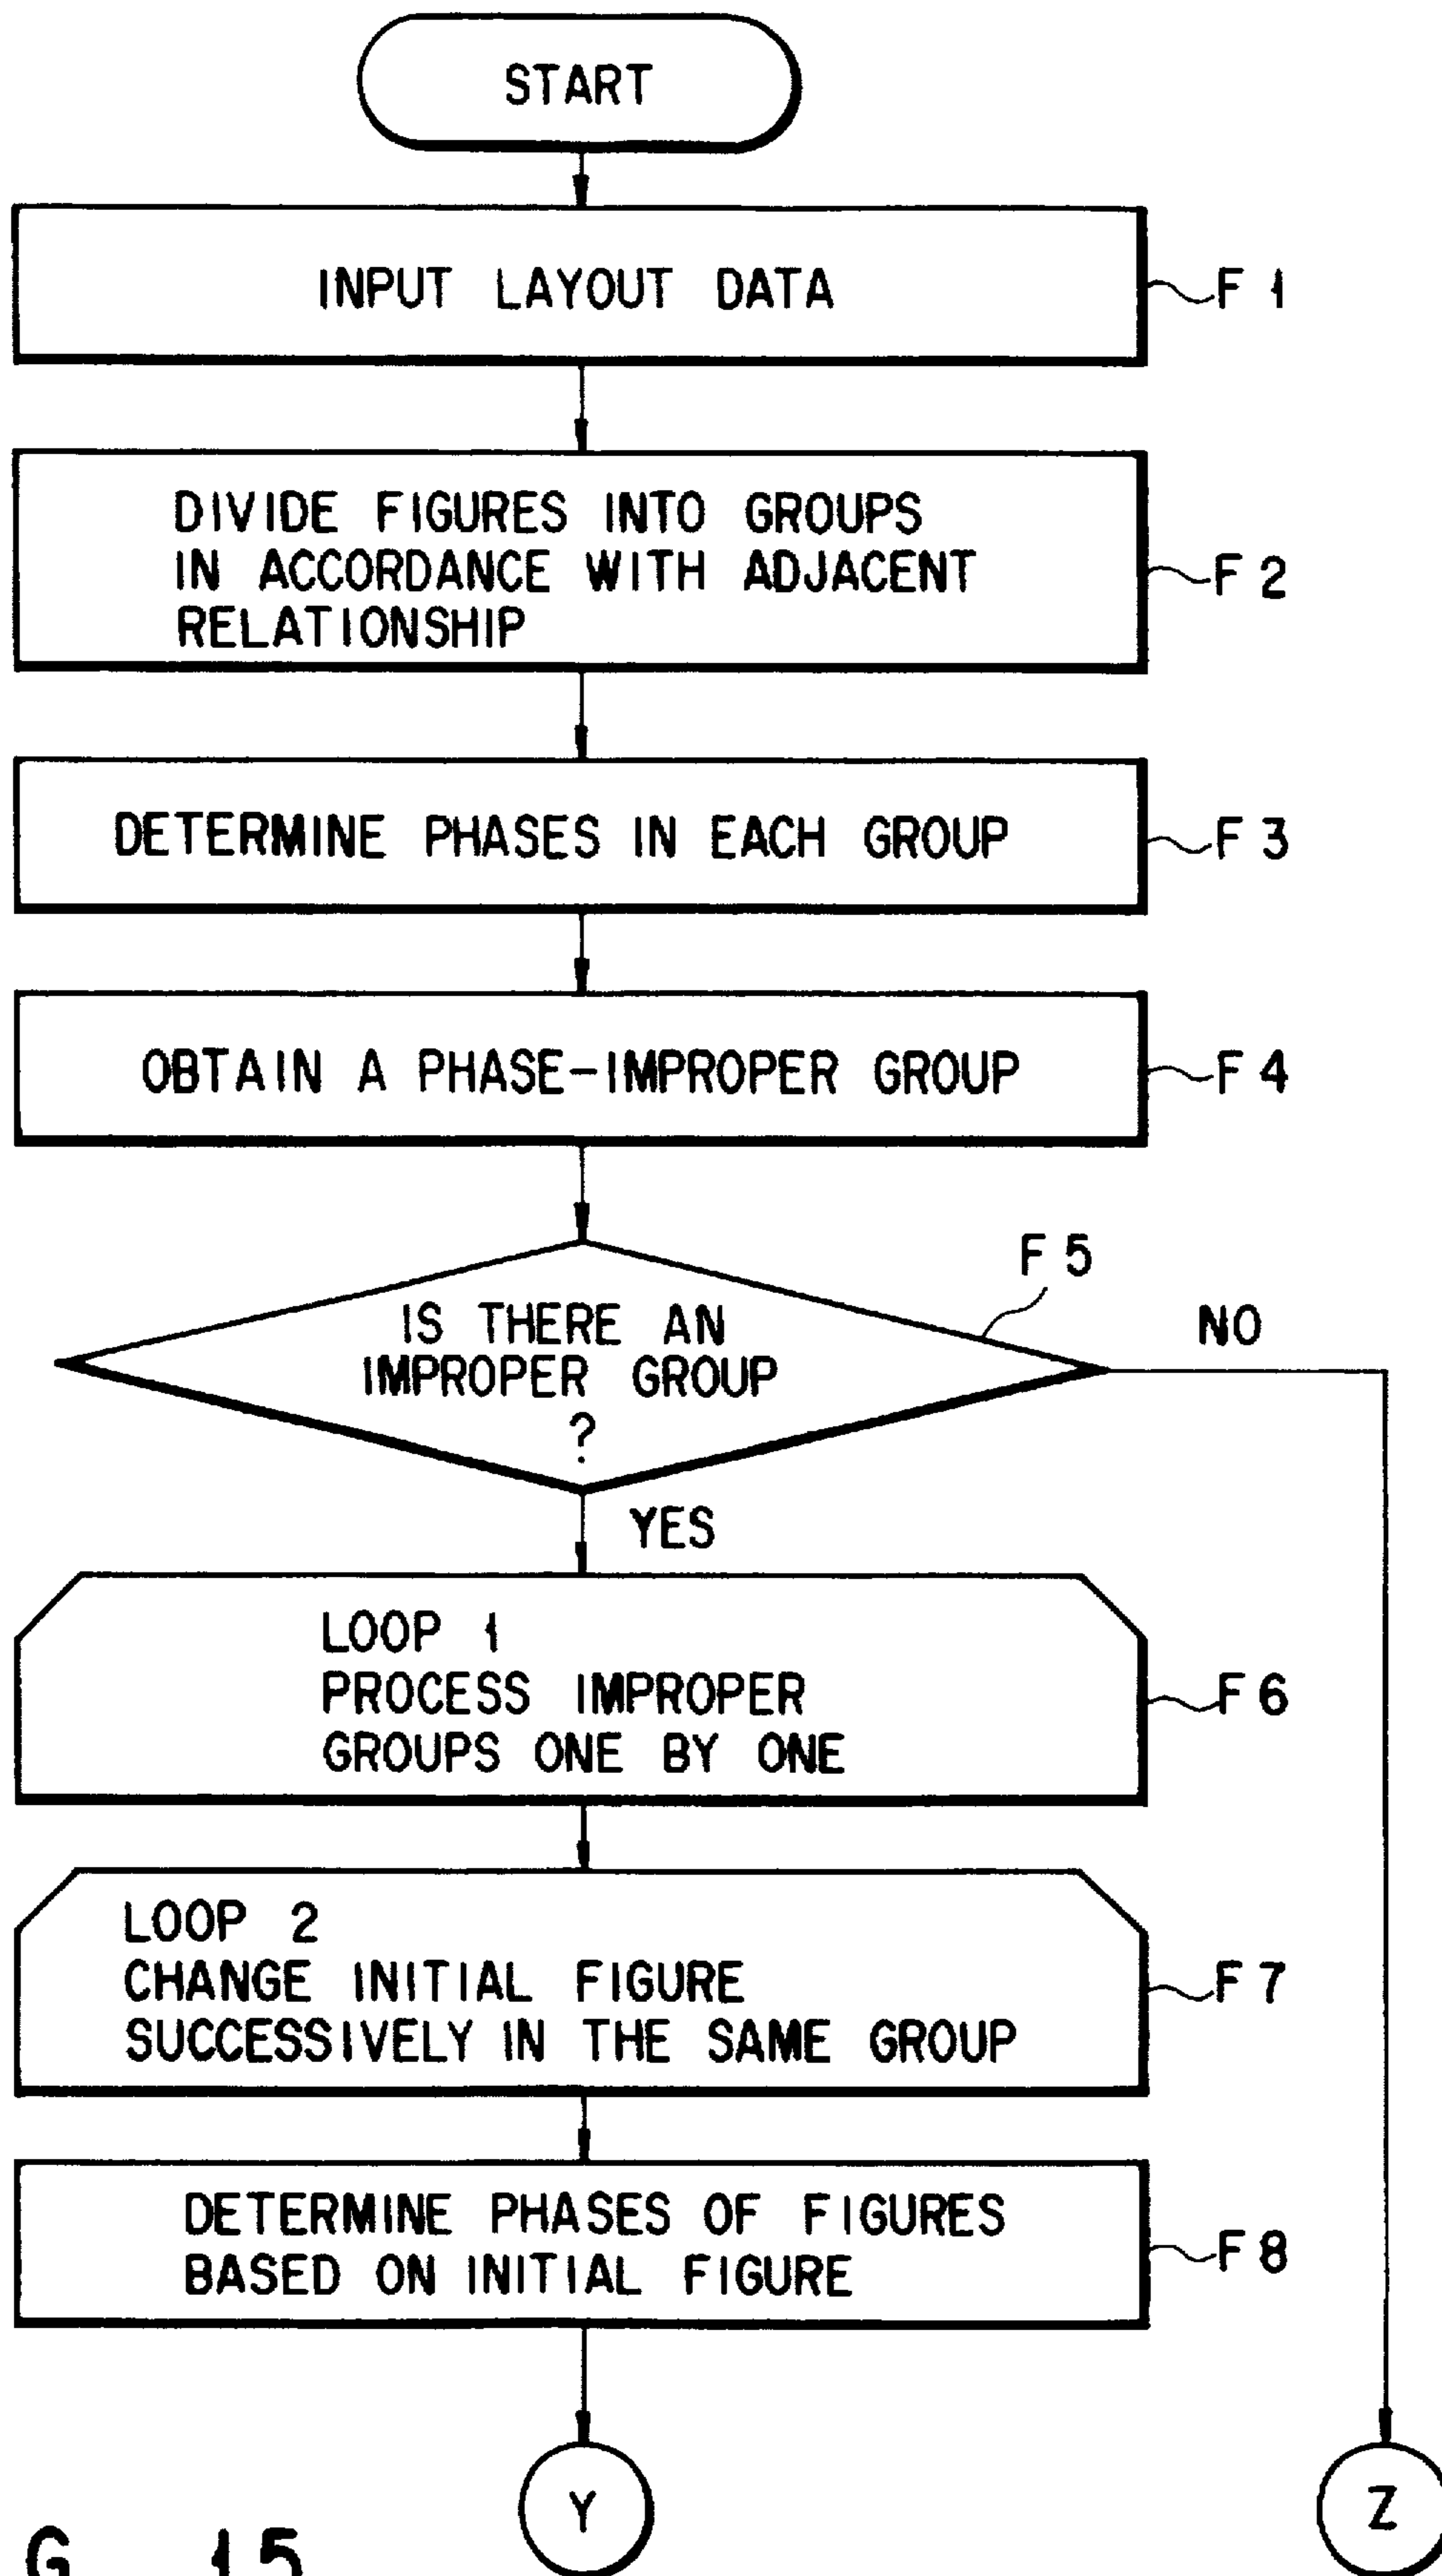 START
INPUT LAYOUT DATA
F 1
DIVIDE FIGURES INTO GROUPS
IN ACCORDANCE WITH ADJACENT
RELATIONSHIP
F 2
DETERMINE PHASES IN EACH GROUP
F 3
OBTAIN A PHASE-IMPROPER GROUP
F 4
F 5
IS THERE AN
IMPROPER GROUP
?
NO
YES
LOOP 1
PROCESS IMPROPER
GROUPS ONE BY ONE
F 6
LOOP 2
CHANGE INITIAL FIGURE
SUCCESSIVELY IN THE SAME GROUP
F 7
DETERMINE PHASES OF FIGURES
BASED ON INITIAL FIGURE
F 8
Y
Z
G. 15